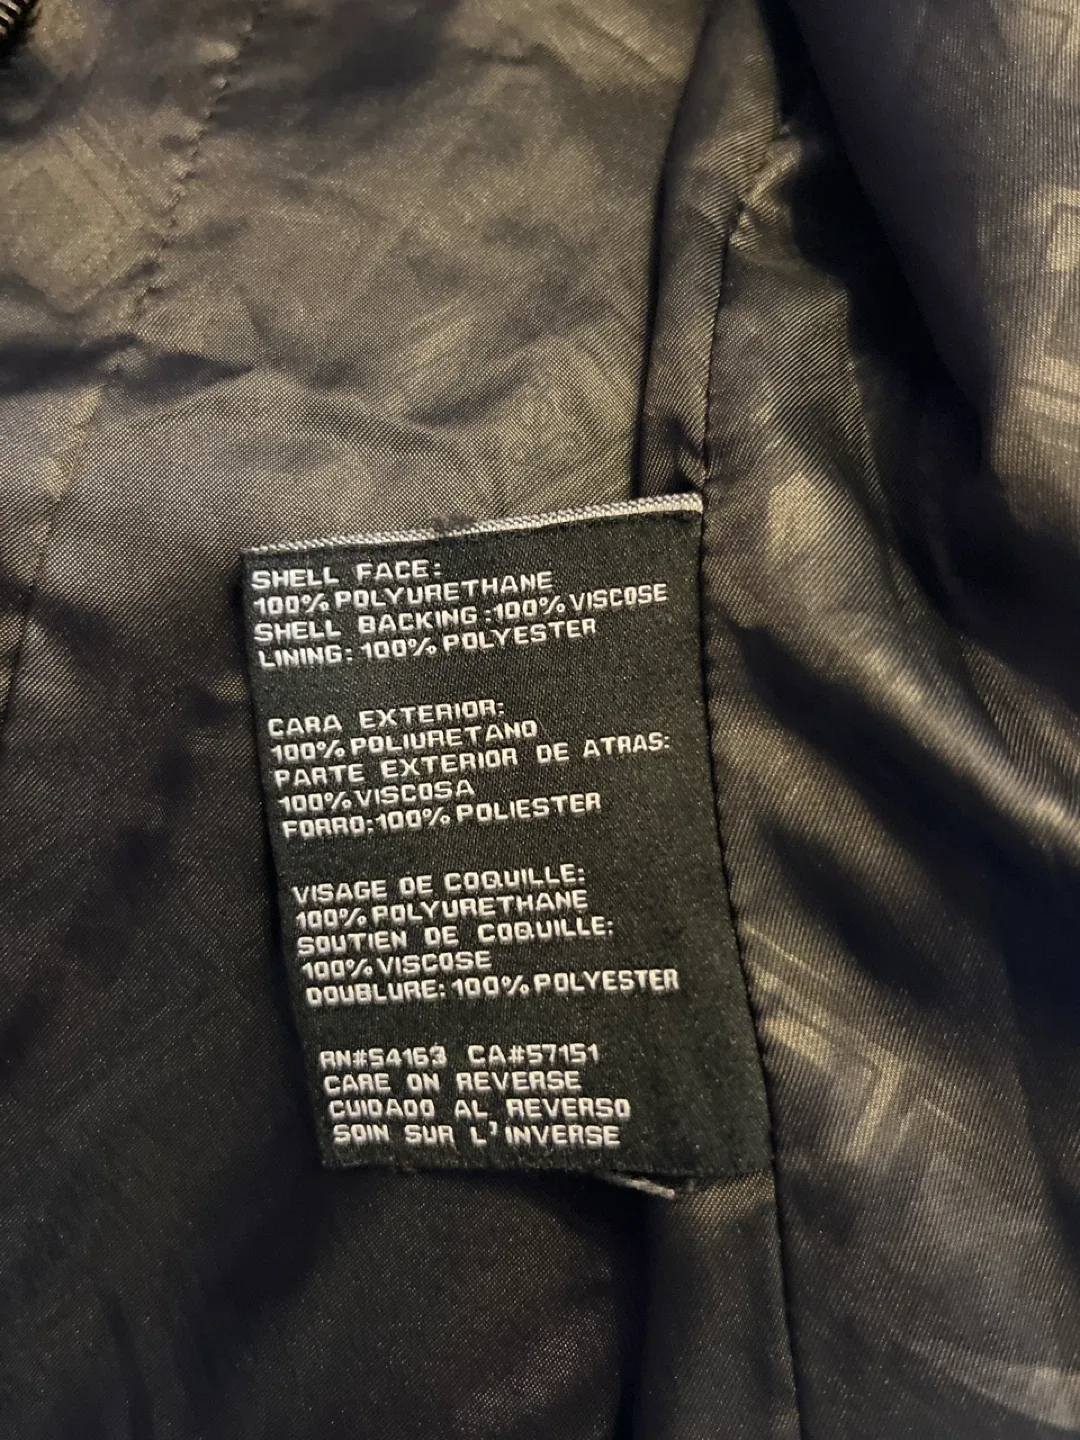 SHELL FACE:
100% POLYURETHANE
SHELL BACKING:100% VISCOSE
LINING: 100% POLYESTER
CARA EXTERIOR:
100% POLIURETANO
PARTE EXTERIOR DE ATRAS:
100% VISCOSA
FORRO:100% POLIESTER
VISAGE DE COQUILLE:
100% POLYURETHANE
SOUTIEN DE COQUILLE:
100% VISCOSE
DOUBLURE: 100% POLYESTER
RN#54163 CA#57151
CARE ON REVERSE
CUIDADO AL REVERSO
SOIN SUR L'INVERSE